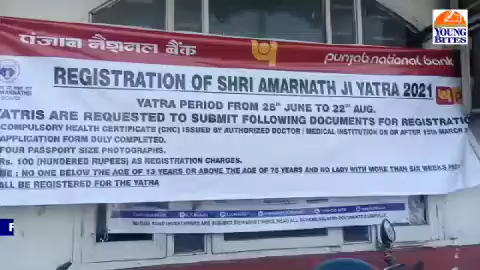 YOUNG
BITES
पंजाब नैशनल बैंक
punjab national bank
REGISTRATION OF SHRI AMARNATH JI YATRA 2021
YATRA PERIOD FROM 28th JUNE TO 22th AUG.
YATRIS ARE REQUESTED TO SUBMIT FOLLOWING DOCUMENTS FOR REGISTRATION
COMPULSORY HEALTH CERTIFICATE (CHC) ISSUED BY AUTHORIZED DOCTOR / MEDICAL INSTITUTION ON OR AFTER 15TH MARCH 2
APPLICATION FORM DULY COMPLETED.
FOUR PASSPORT SIZE PHOTOGRAPHS.
Rs. 100 (HUNDERED RUPEES) AS REGISTRATION CHARGES.
: NO ONE BELOW THE AGE OF 13 YEARS OR ABOVE THE AGE OF 75 YEARS AND NO LADY WITH MORE THAN SIX WEEKS
ALL BE REGISTERED FOR THE YATRA